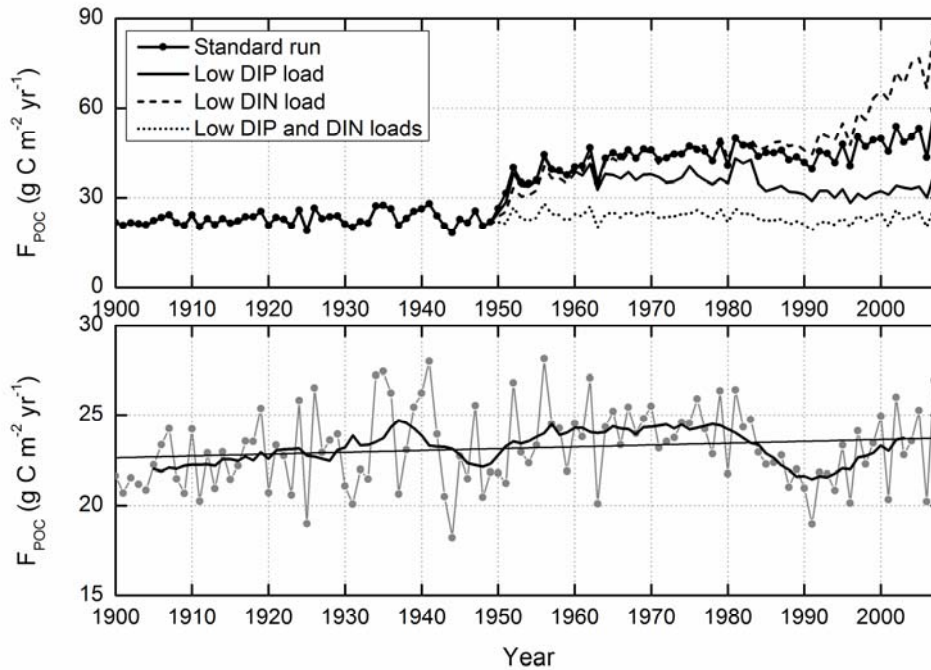 90
60
30
0
F_POC (g C m⁻² yr⁻¹)
Standard run
Low DIP load
Low DIN load
Low DIP and DIN loads
1900 1910 1920 1930 1940 1950 1960 1970 1980 1990 2000
30
25
20
15
F_POC (g C m⁻² yr⁻¹)
1900 1910 1920 1930 1940 1950 1960 1970 1980 1990 2000
Year